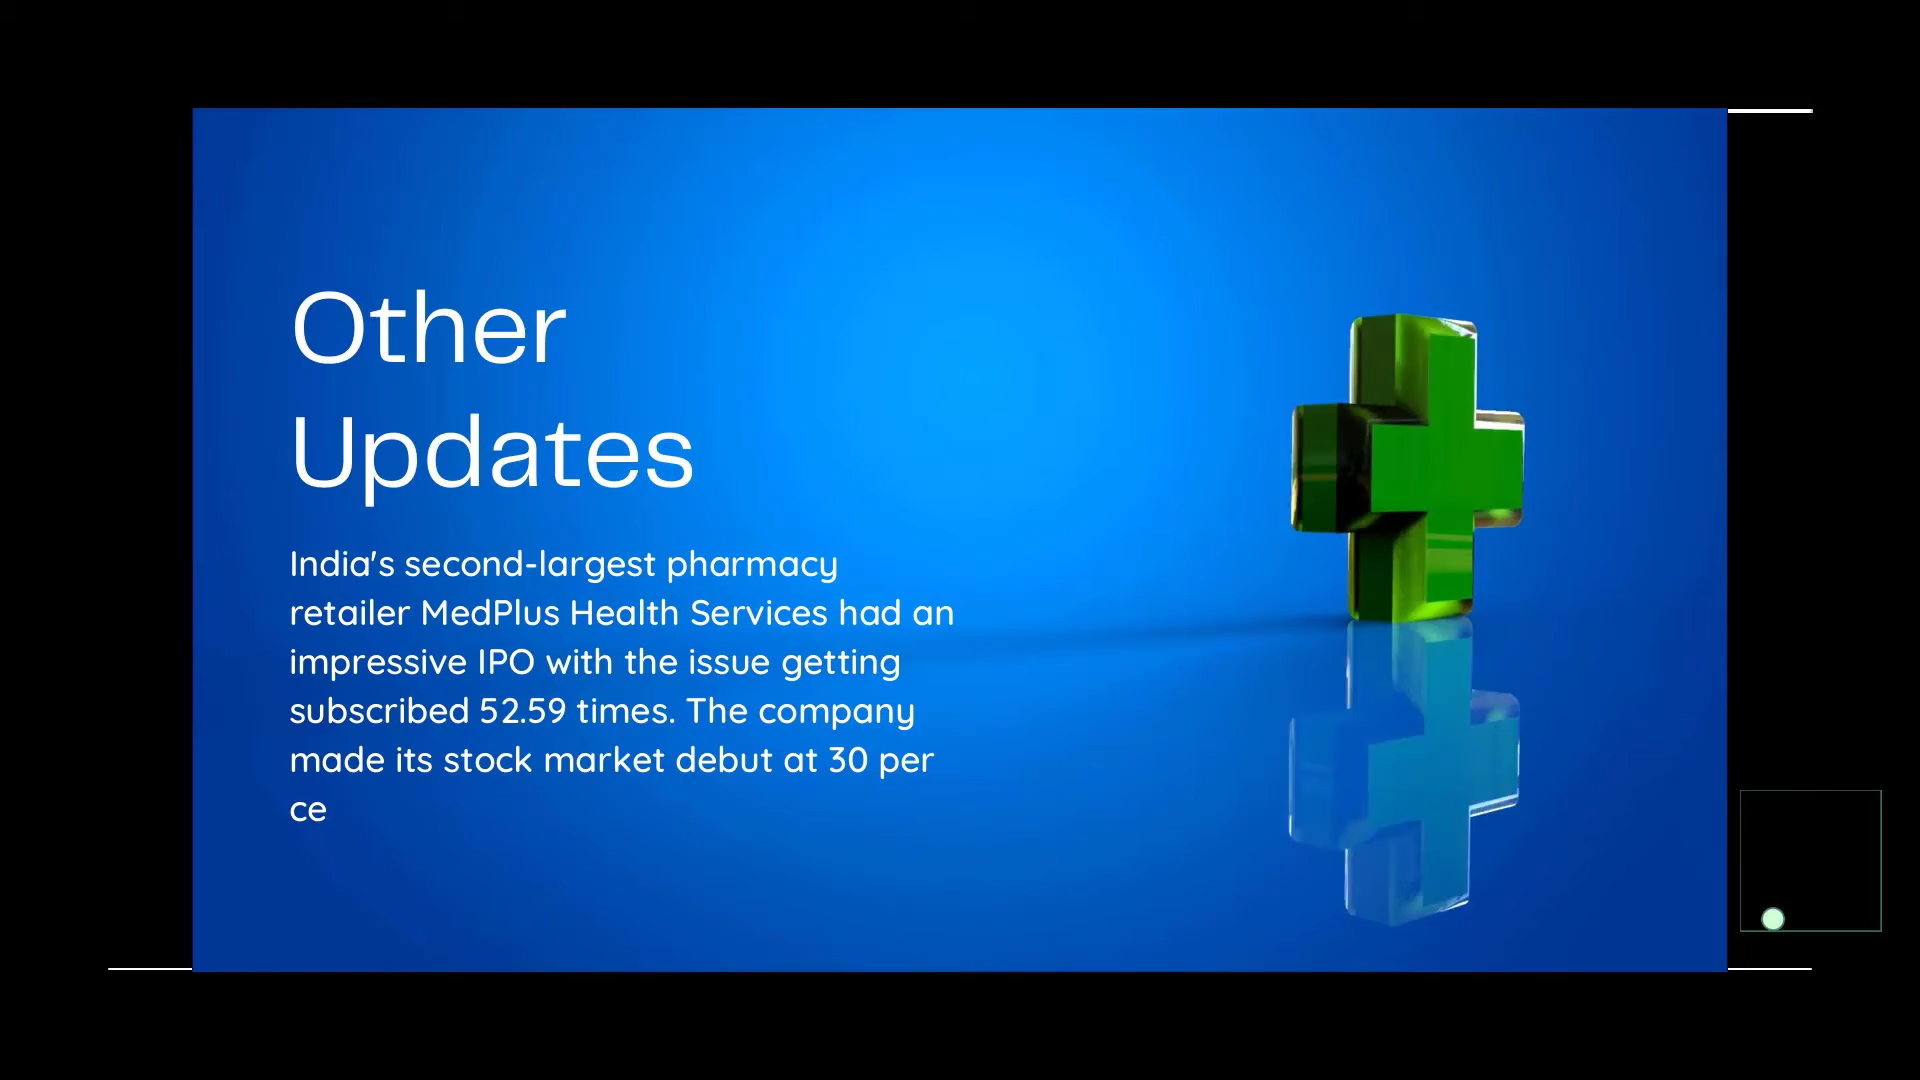 Other
Updates
India's second-largest pharmacy
retailer MedPlus Health Services had an
impressive IPO with the issue getting
subscribed 52.59 times. The company
made its stock market debut at 30 per
ce